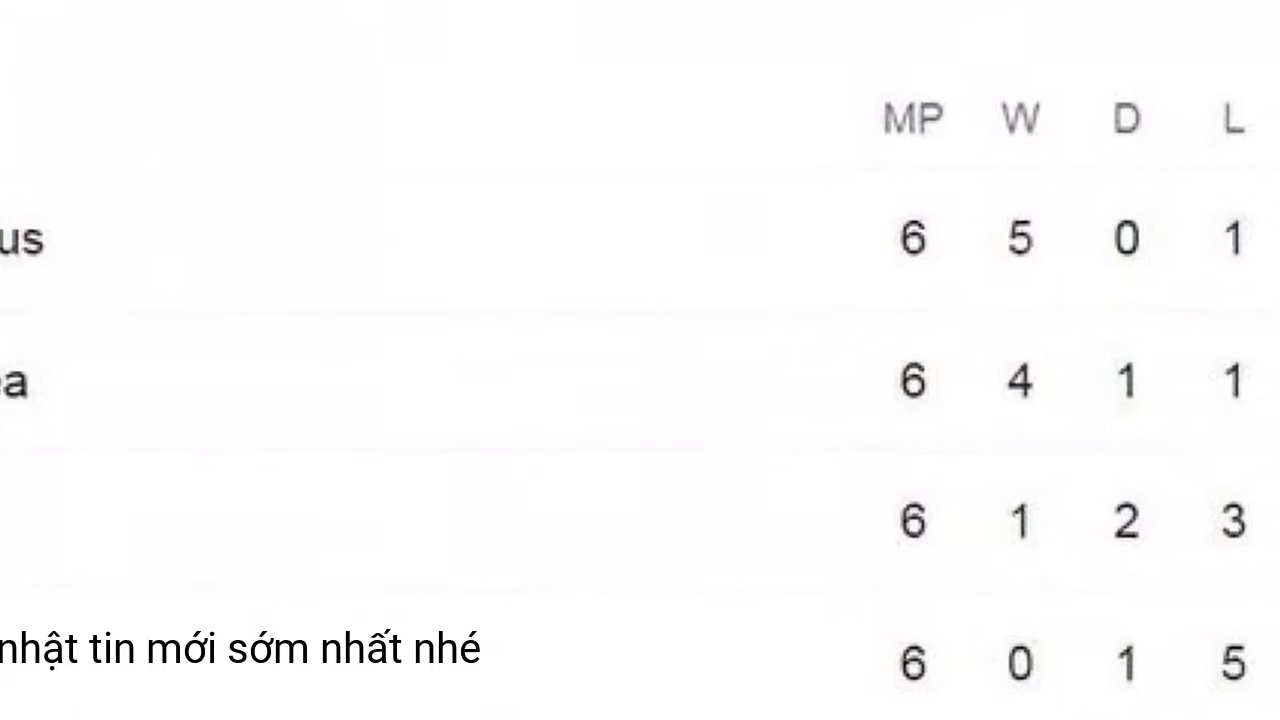 MP W D L
us 6 5 0 1
ea 6 4 1 1
6 1 2 3
nhật tin mới sớm nhất nhé 6 0 1 5